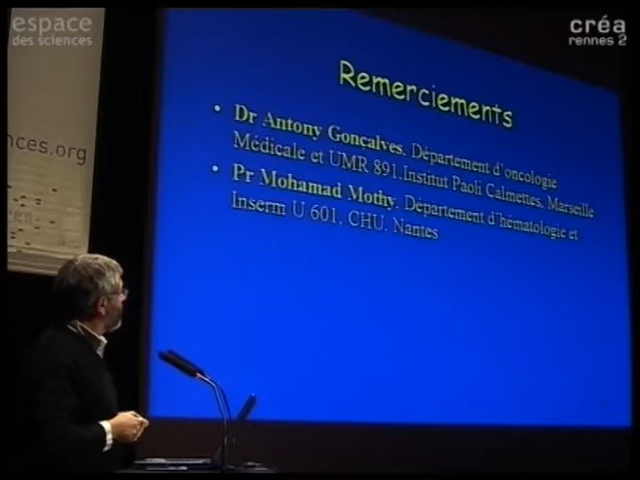 espace
des sciences
créa
rennes 2
nces.org
Remerciements
• Dr Antony Gonçalves. Département d'oncologie
Médicale et UMR 891.Institut Paoli Calmettes. Marseille
• Pr Mohamad Mothy. Département d'hématologie et
Inserm U 601. CHU. Nantes